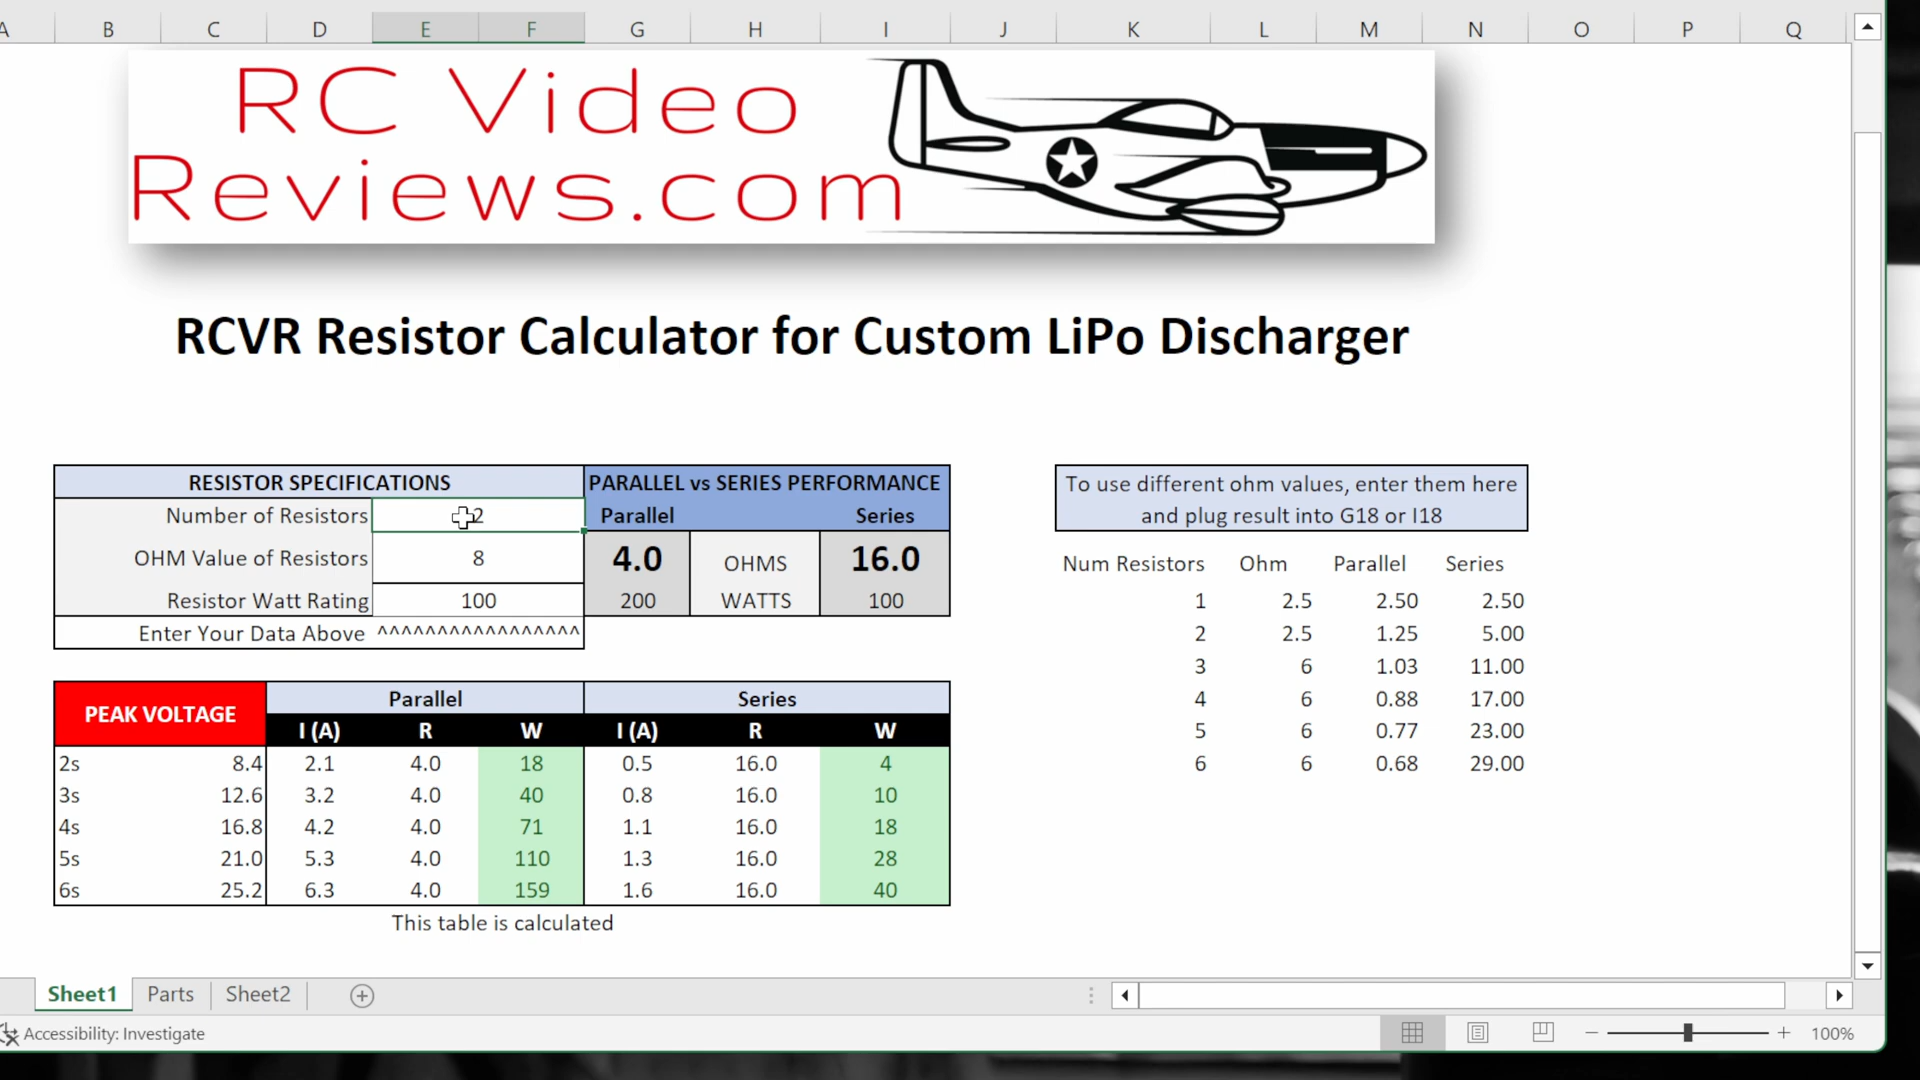 A B C D E F G H I J K L M N O P Q
RC Video
Reviews.com
RCVR Resistor Calculator for Custom LiPo Discharger
RESISTOR SPECIFICATIONS PARALLEL vs SERIES PERFORMANCE
Number of Resistors 2 Parallel Series
OHM Value of Resistors 8 4.0 OHMS 16.0
Resistor Watt Rating 100 200 WATTS 100
Enter Your Data Above ^^^^^^^^^^^^^^^^^
To use different ohm values, enter them here
and plug result into G18 or I18
Num Resistors Ohm Parallel Series
1 2.5 2.50 2.50
2 2.5 1.25 5.00
3 6 1.03 11.00
4 6 0.88 17.00
5 6 0.77 23.00
6 6 0.68 29.00
PEAK VOLTAGE Parallel Series
I (A) R W I (A) R W
2s 8.4 2.1 4.0 18 0.5 16.0 4
3s 12.6 3.2 4.0 40 0.8 16.0 10
4s 16.8 4.2 4.0 71 1.1 16.0 18
5s 21.0 5.3 4.0 110 1.3 16.0 28
6s 25.2 6.3 4.0 159 1.6 16.0 40
This table is calculated
Sheet1 Parts Sheet2
Accessibility: Investigate 100%